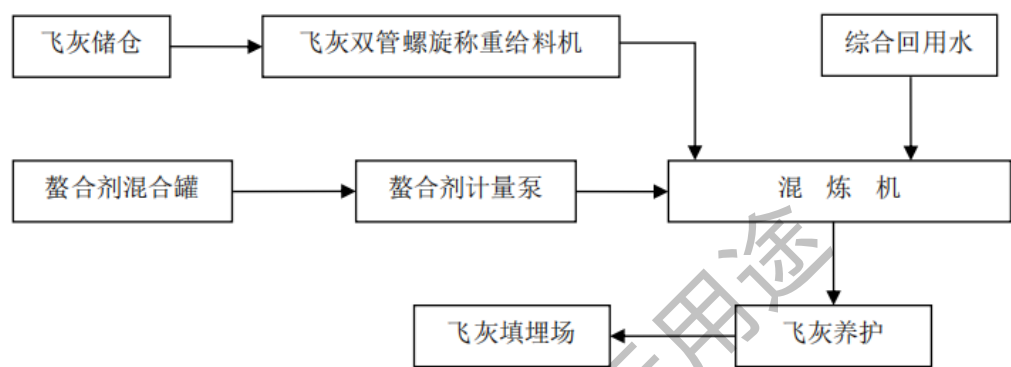 飞灰储仓
飞灰双管螺旋称重给料机
综合回用水
螯合剂混合罐
螯合剂计量泵
混 炼 机
飞灰填埋场
飞灰养护
用途